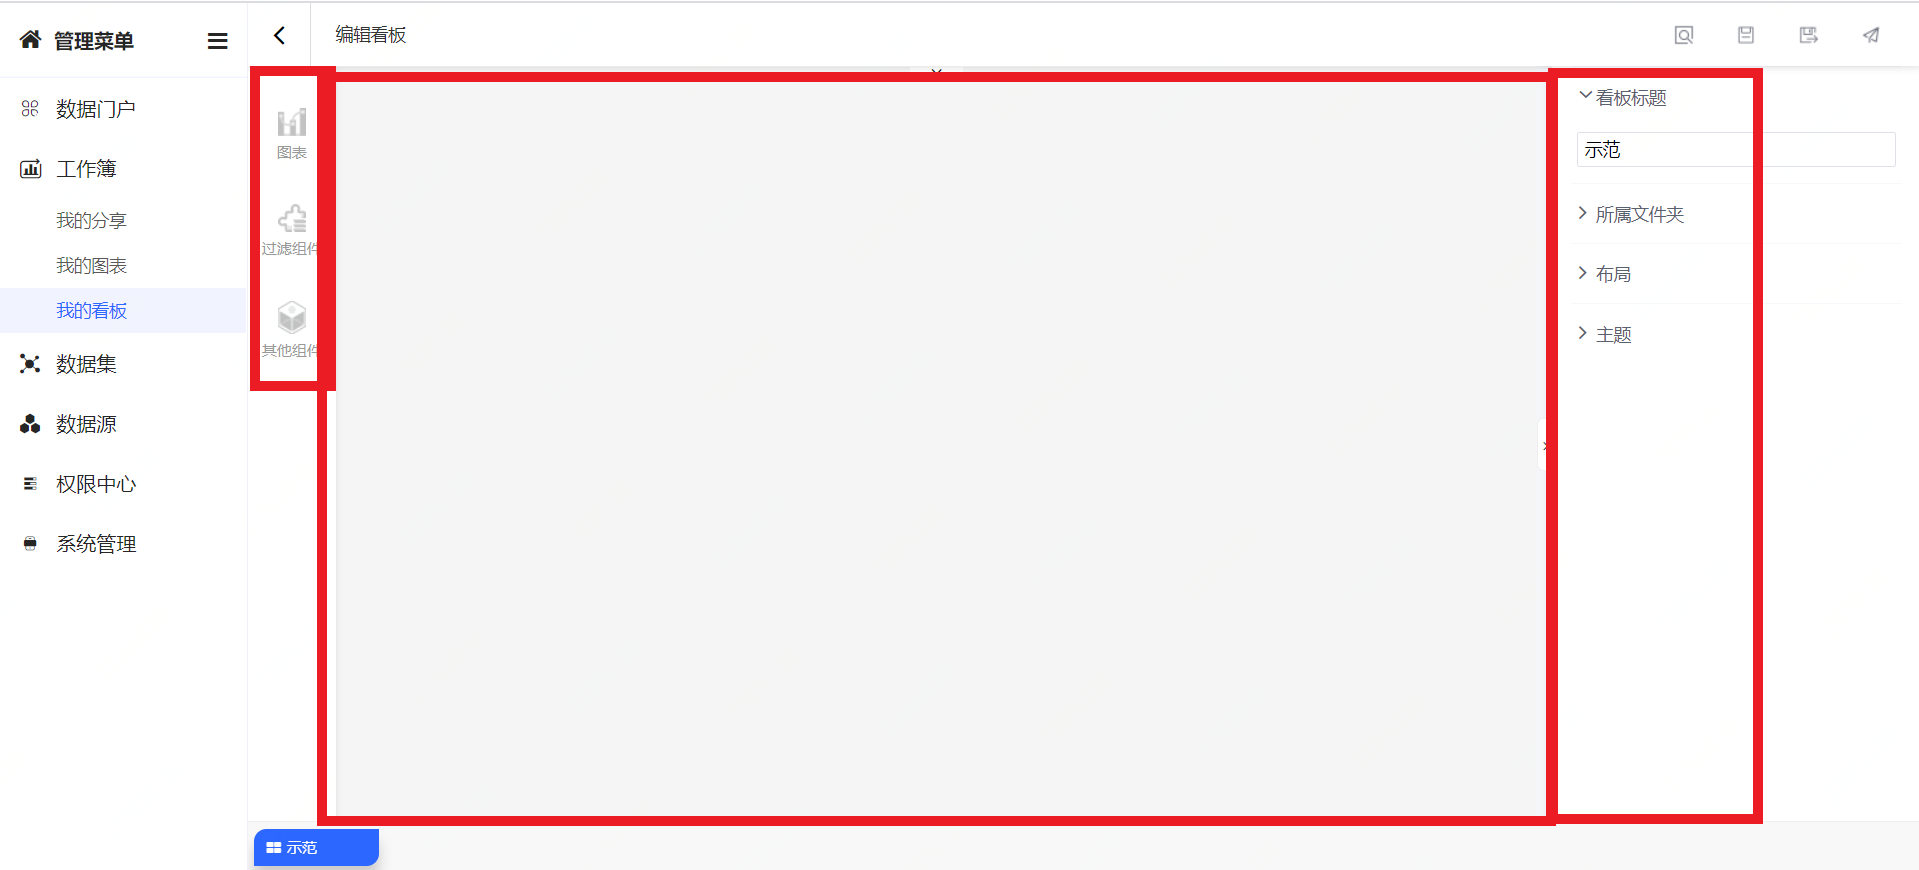 管理菜单
编辑看板
数据门户
工作簿
我的分享
我的图表
我的看板
数据集
数据源
权限中心
系统管理
图表
过滤组件
其他组件
看板标题
示范
所属文件夹
布局
主题
示范